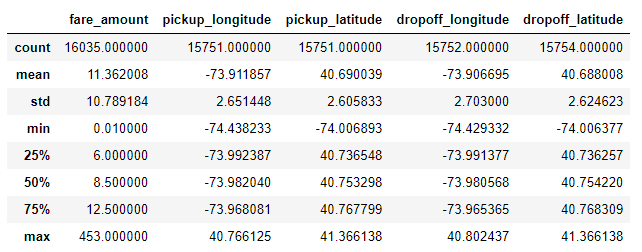 fare_amount pickup_longitude pickup_latitude dropoff_longitude dropoff_latitude
count 16035.000000 15751.000000 15751.000000 15752.000000 15754.000000
mean 11.362008 -73.911857 40.690039 -73.906695 40.688008
std 10.789184 2.651448 2.605833 2.703000 2.624623
min 0.010000 -74.438233 -74.006893 -74.429332 -74.006377
25% 6.000000 -73.992387 40.736548 -73.991377 40.736257
50% 8.500000 -73.982040 40.753298 -73.980568 40.754220
75% 12.500000 -73.968081 40.767799 -73.965365 40.768309
max 453.000000 40.766125 41.366138 40.802437 41.366138